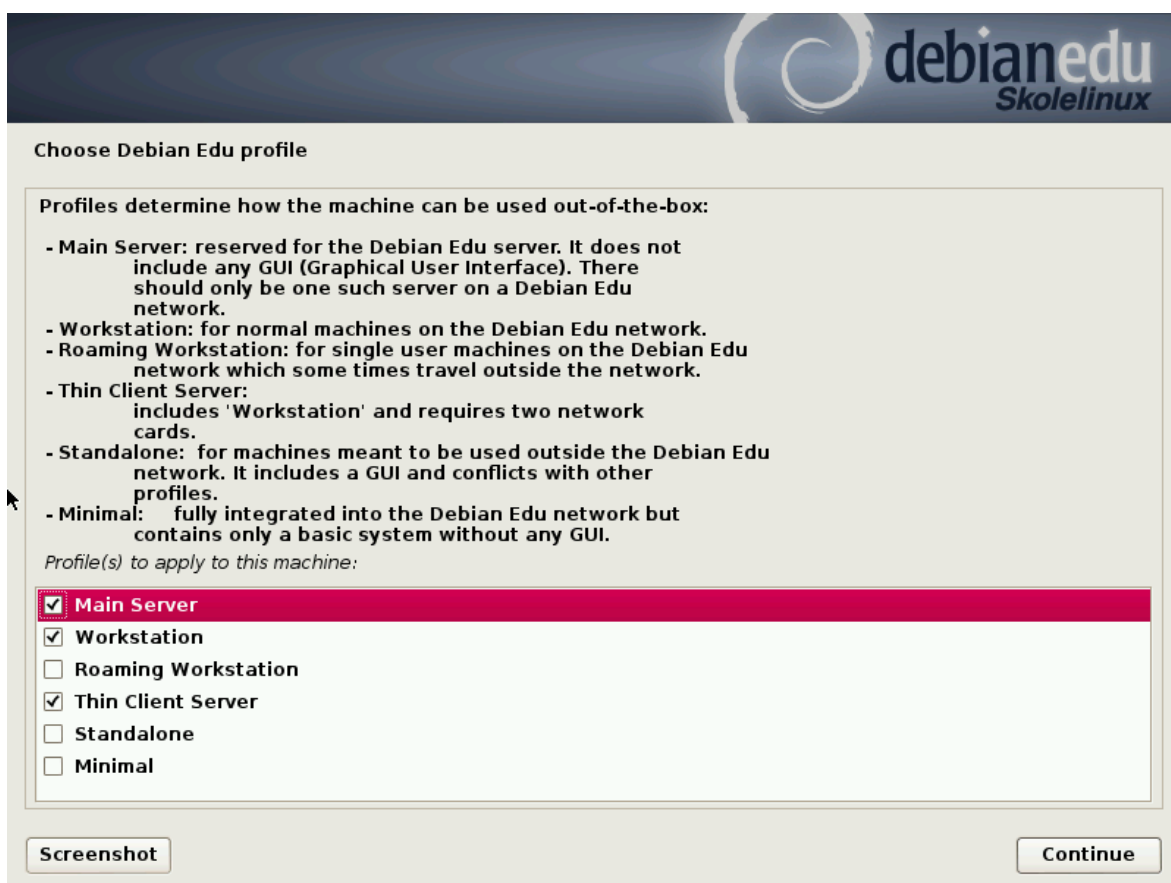 debianedu
Skolelinux
Choose Debian Edu profile
Profiles determine how the machine can be used out-of-the-box:
- Main Server: reserved for the Debian Edu server. It does not
include any GUI (Graphical User Interface). There
should only be one such server on a Debian Edu
network.
- Workstation: for normal machines on the Debian Edu network.
- Roaming Workstation: for single user machines on the Debian Edu
network which some times travel outside the network.
- Thin Client Server:
includes 'Workstation' and requires two network
cards.
- Standalone: for machines meant to be used outside the Debian Edu
network. It includes a GUI and conflicts with other
profiles.
- Minimal: fully integrated into the Debian Edu network but
contains only a basic system without any GUI.
Profile(s) to apply to this machine:
Main Server
Workstation
Roaming Workstation
Thin Client Server
Standalone
Minimal
Screenshot
Continue